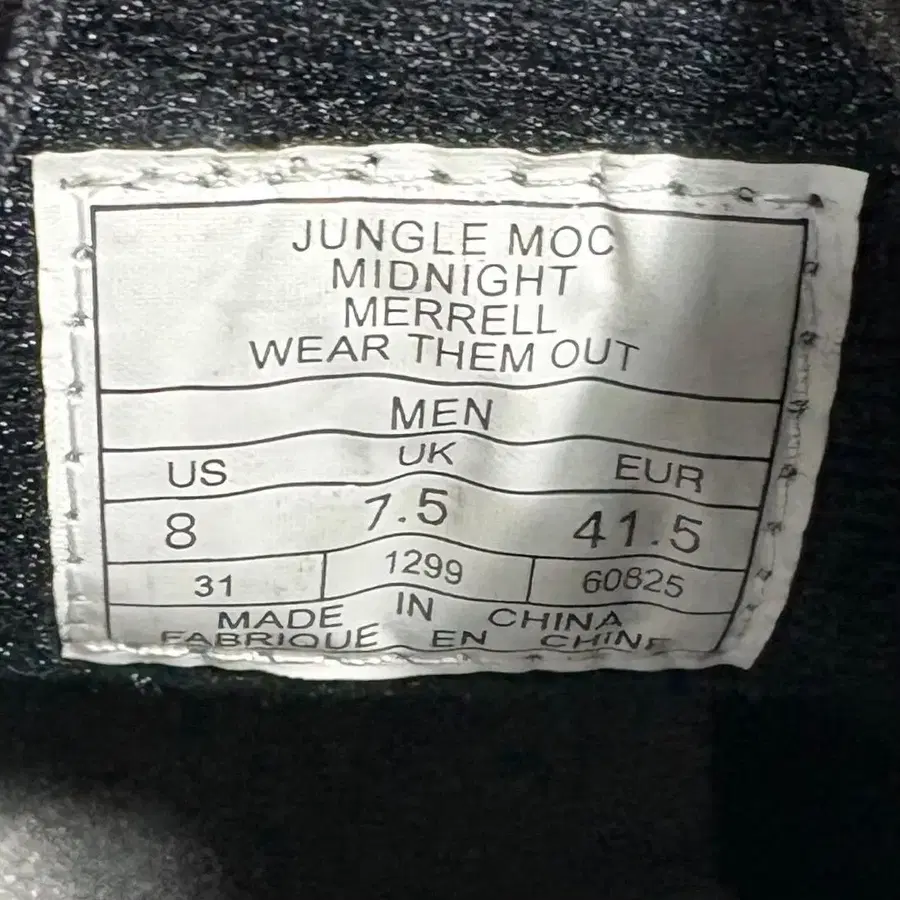 JUNGLE MOC
MIDNIGHT
MERRELL
WEAR THEM OUT
MEN
US UK EUR
8 7.5 41.5
31 1299 60825
MADE IN CHINA
FABRIQUE EN CHINE